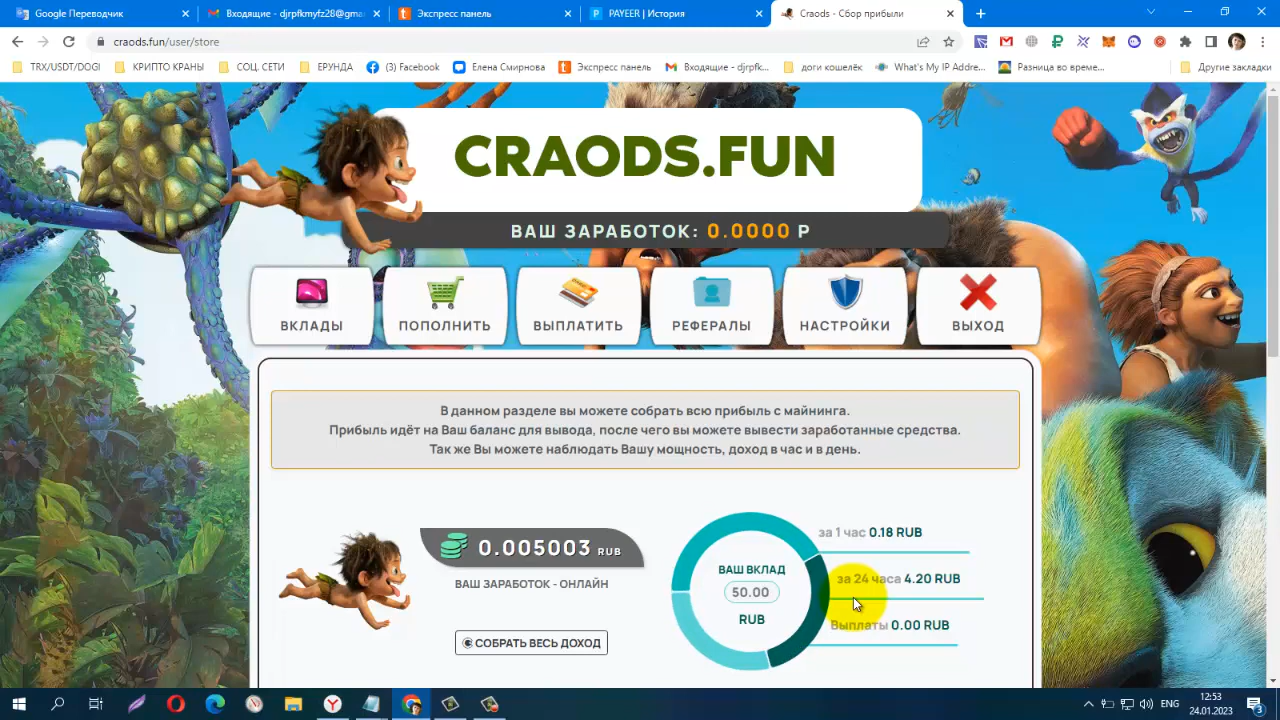 Google Переводчик
Входящие - djrpfkmyfz28@gma
Экспресс панель
PAYEER | История
Craods - Сбор прибыли
craods.fun/user/store
TRX/USDT/DOGI
КРИПТО КРАНЫ
СОЦ. СЕТИ
ЕРУНДА
(3) Facebook
Елена Смирнова
Экспресс панель
Входящие - djrpfk...
доги кошелёк
What's My IP Addre...
Разница во време...
Другие закладки
CRAODS.FUN
ВАШ ЗАРАБОТОК: 0.0000 Р
ВКЛАДЫ
ПОПОЛНИТЬ
ВЫПЛАТИТЬ
РЕФЕРАЛЫ
НАСТРОЙКИ
ВЫХОД
В данном разделе вы можете собрать всю прибыль с майнинга.
Прибыль идёт на Ваш баланс для вывода, после чего вы можете вывести заработанные средства.
Так же Вы можете наблюдать Вашу мощность, доход в час и в день.
0.005003 RUB
ВАШ ЗАРАБОТОК - ОНЛАЙН
СОБРАТЬ ВЕСЬ ДОХОД
ВАШ ВКЛАД
50.00
RUB
за 1 час 0.18 RUB
за 24 часа 4.20 RUB
Выплаты 0.00 RUB
ENG
12:53
24.01.2023
3